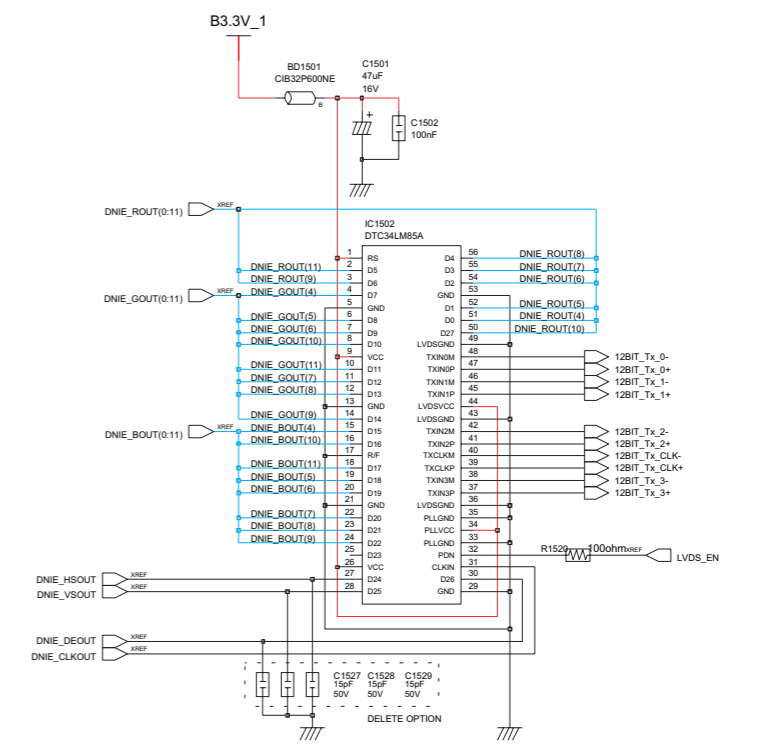 B3.3V_1
BD1501
CIB32P600NE
B
C1501
47uF
16V
+
C1502
100nF
DNIE_ROUT(0:11) XREF
IC1502
DTC34LM85A
1 RS D4 56 DNIE_ROUT(8)
DNIE_ROUT(11) 2 D5 D3 55 DNIE_ROUT(7)
DNIE_ROUT(9) 3 D6 D2 54 DNIE_ROUT(6)
DNIE_GOUT(0:11) XREF DNIE_GOUT(4) 4 D7 GND 53
5 GND D1 52 DNIE_ROUT(5)
DNIE_GOUT(5) 6 D8 D0 51 DNIE_ROUT(4)
DNIE_GOUT(6) 7 D9 D27 50 DNIE_ROUT(10)
DNIE_GOUT(10) 8 D10 LVDSGND 49
9 VCC TXIN0M 48 12BIT_Tx_0-
DNIE_GOUT(11) 10 D11 TXIN0P 47 12BIT_Tx_0+
DNIE_GOUT(7) 11 D12 TXIN1M 46 12BIT_Tx_1-
DNIE_GOUT(8) 12 D13 TXIN1P 45 12BIT_Tx_1+
13 GND LVDSVCC 44
DNIE_GOUT(9) 14 D14 LVDSGND 43
DNIE_BOUT(0:11) XREF DNIE_BOUT(4) 15 D15 TXIN2M 42 12BIT_Tx_2-
DNIE_BOUT(10) 16 D16 TXIN2P 41 12BIT_Tx_2+
17 R/F TXCLKM 40 12BIT_Tx_CLK-
DNIE_BOUT(11) 18 D17 TXCLKP 39 12BIT_Tx_CLK+
DNIE_BOUT(5) 19 D18 TXIN3M 38 12BIT_Tx_3-
DNIE_BOUT(6) 20 D19 TXIN3P 37 12BIT_Tx_3+
21 GND LVDSGND 36
DNIE_BOUT(7) 22 D20 PLLGND 35
DNIE_BOUT(8) 23 D21 PLLVCC 34
DNIE_BOUT(9) 24 D22 PLLGND 33
25 D23 PDN 32 R1520 100ohm XREF LVDS_EN
26 VCC CLKIN 31
DNIE_HSOUT XREF 27 D24 D26 30
DNIE_VSOUT XREF 28 D25 GND 29
DNIE_DEOUT XREF
DNIE_CLKOUT XREF
C1527 C1528 C1529
15pF 15pF 15pF
50V 50V 50V
DELETE OPTION